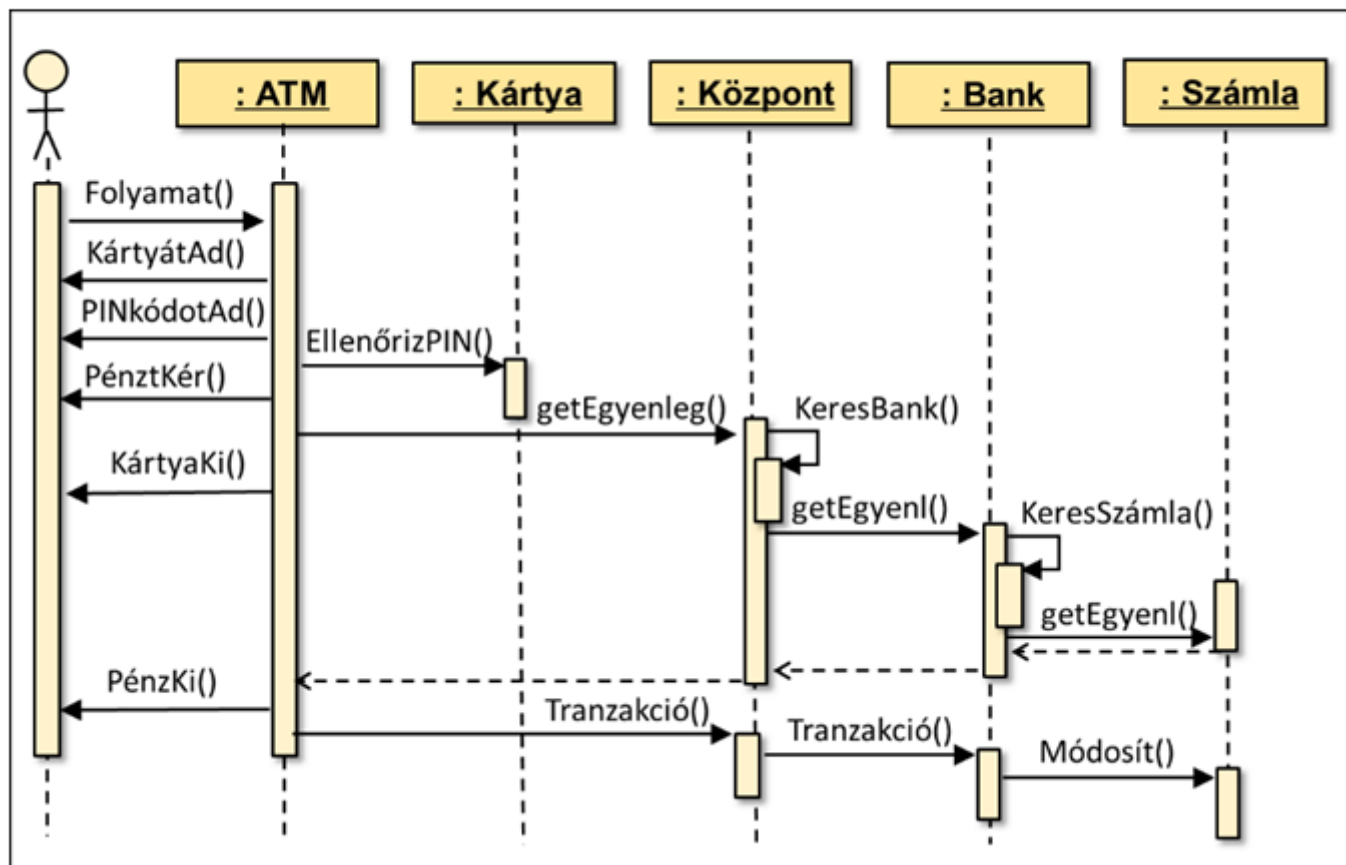 : ATM
: Kártya
: Központ
: Bank
: Számla
Folyamat()
KártyátAd()
PINkódotAd()
EllenőrizPIN()
PénztKér()
getEgyenleg()
KeresBank()
KártyaKi()
getEgyenl()
KeresSzámla()
getEgyenl()
PénzKi()
Tranzakció()
Tranzakció()
Módosít()